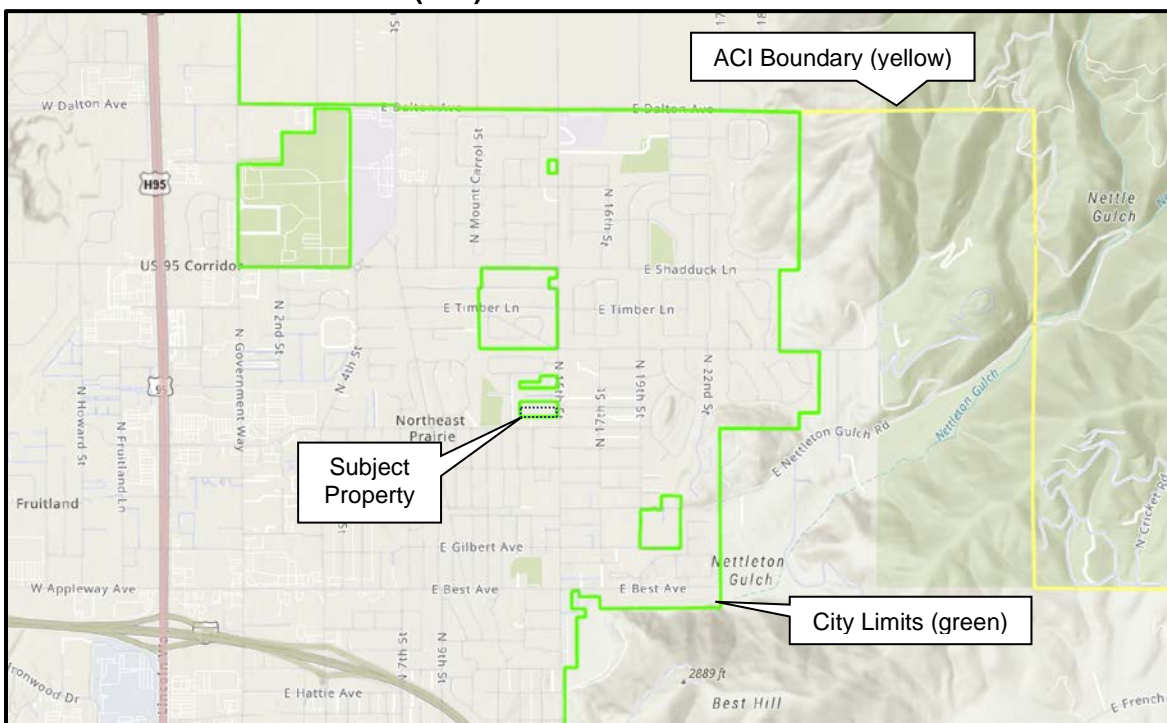 ACI Boundary (yellow)
W Dalton Ave
E Dalton Ave
E Dalton Ave
N Mount Carrol St
H95
N 16th St
Nettle
Gulch
US 95 Corridor
E Shadduck Ln
N 2nd St
E Timber Ln
E Timber Ln
N Government Way
N 4th St
95
N 15th St
N 19th St
N 22nd St
N Howard St
N Fruitland Ln
Northeast
Prairie
N 17th St
Nettleton Gulch
E Nettleton Gulch Rd
Subject
Property
Fruitland
N Cricket Rd
E Gilbert Ave
Nettleton
Gulch
W Appleway Ave
E Best Ave
E Best Ave
City Limits (green)
N 7th St
N 9th St
2889 ft
Ironwood Dr
E Hattie Ave
Best Hill
E French